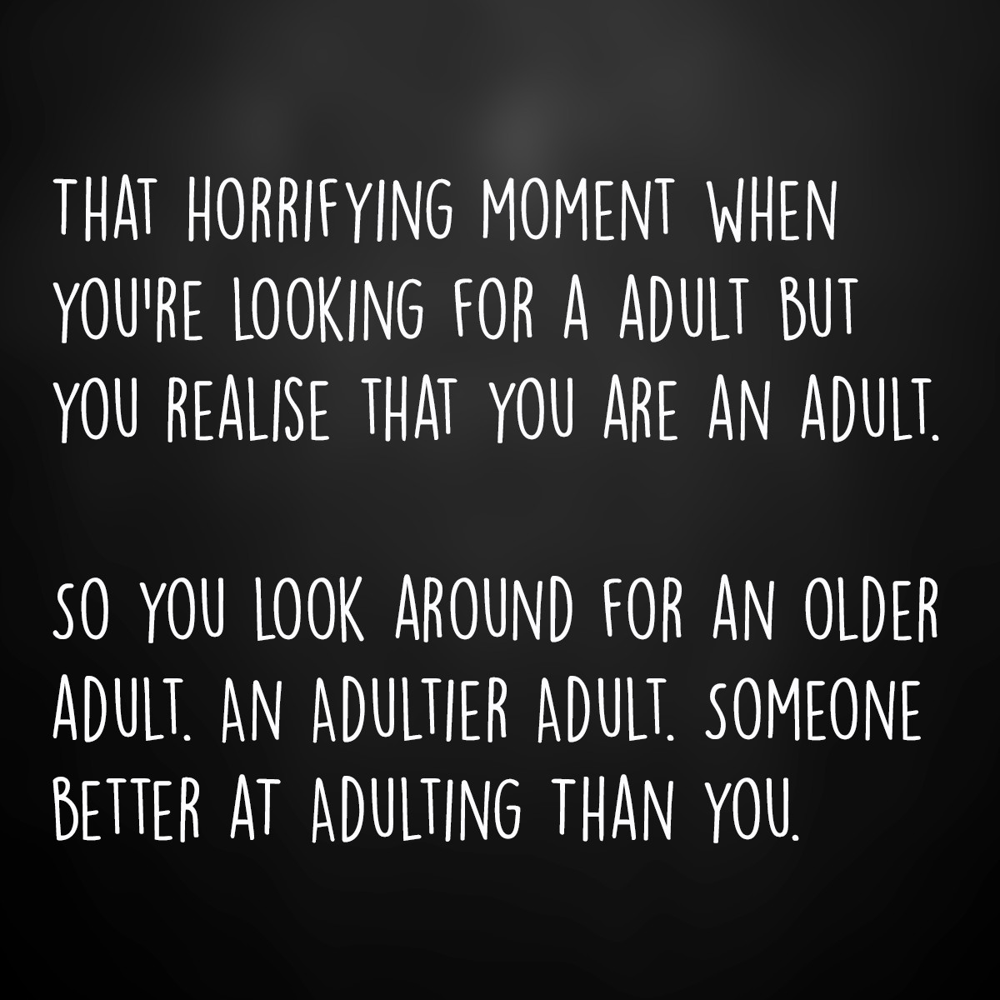 THAT HORRIFYING MOMENT WHEN
YOU'RE LOOKING FOR A ADULT BUT
YOU REALISE THAT YOU ARE AN ADULT.
SO YOU LOOK AROUND FOR AN OLDER
ADULT. AN ADULTIER ADULT. SOMEONE
BETTER AT ADULTING THAN YOU.